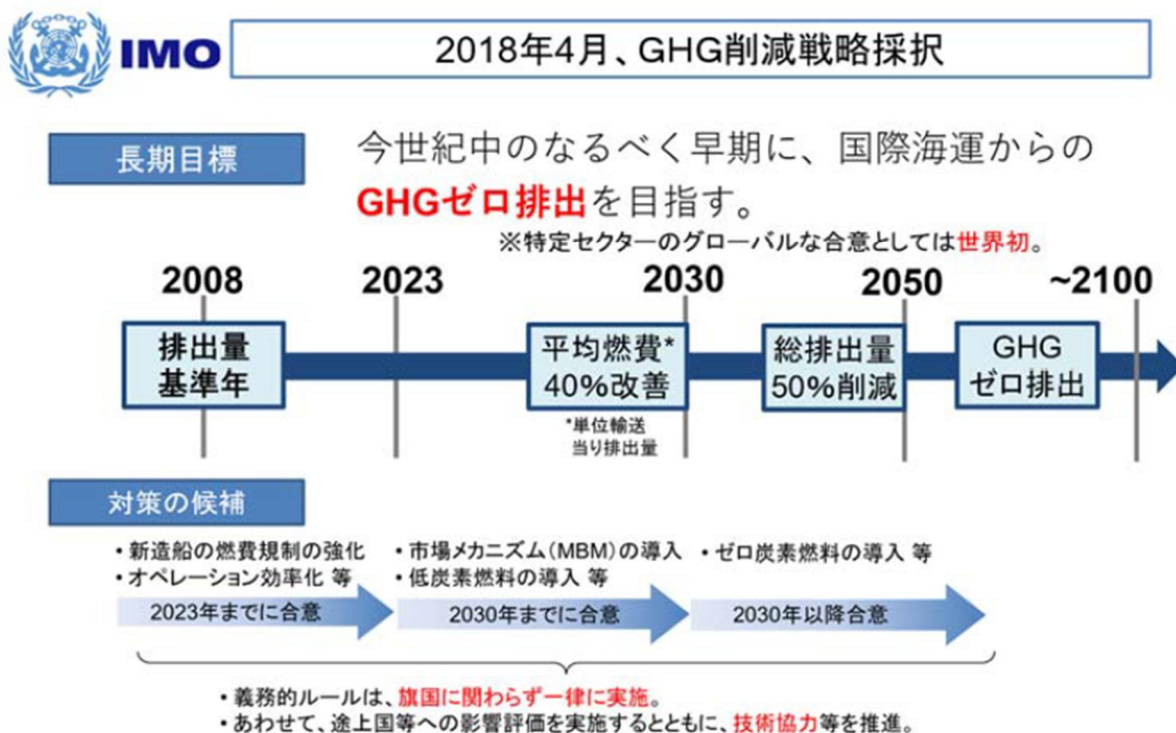 IMO
2018年4月、GHG削減戦略採択
長期目標
今世紀中のなるべく早期に、国際海運からの
GHGゼロ排出を目指す。
※特定セクターのグローバルな合意としては世界初。
2008
2023
2030
2050
~2100
排出量
基準年
平均燃費*
40%改善
*単位輸送
当り排出量
総排出量
50%削減
GHG
ゼロ排出
対策の候補
・新造船の燃費規制の強化
・オペレーション効率化 等
2023年までに合意
・市場メカニズム(MBM)の導入
・低炭素燃料の導入 等
2030年までに合意
・ゼロ炭素燃料の導入 等
2030年以降合意
・義務的ルールは、旗国に関わらず一律に実施。
・あわせて、途上国等への影響評価を実施するとともに、技術協力等を推進。